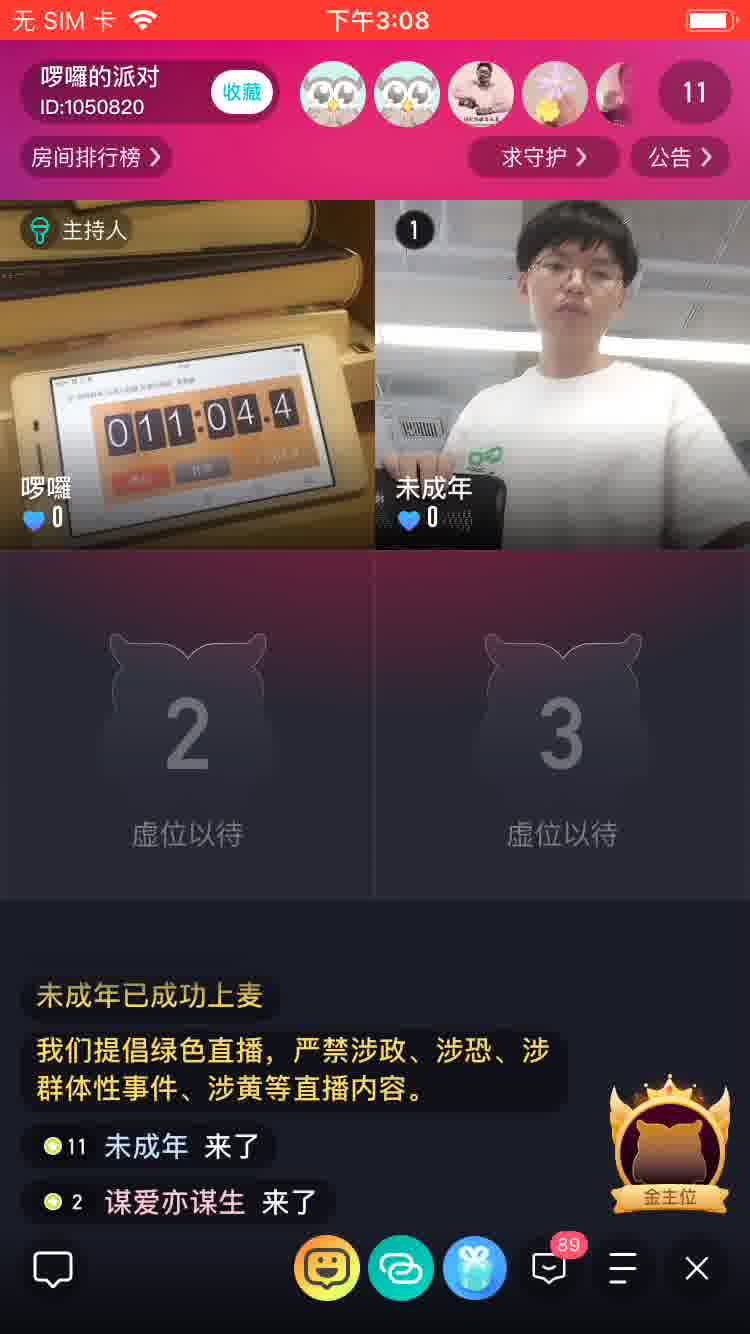 无 SIM 卡
下午3:08
啰囉的派对
ID:1050820
收藏
11
房间排行榜
求守护
公告
主持人
1
011:04.4
啰囉
0
未成年
0
2
虚位以待
3
虚位以待
未成年已成功上麦
我们提倡绿色直播，严禁涉政、涉恐、涉
群体性事件、涉黄等直播内容。
11 未成年 来了
2 谋爱亦谋生 来了
金主位
89